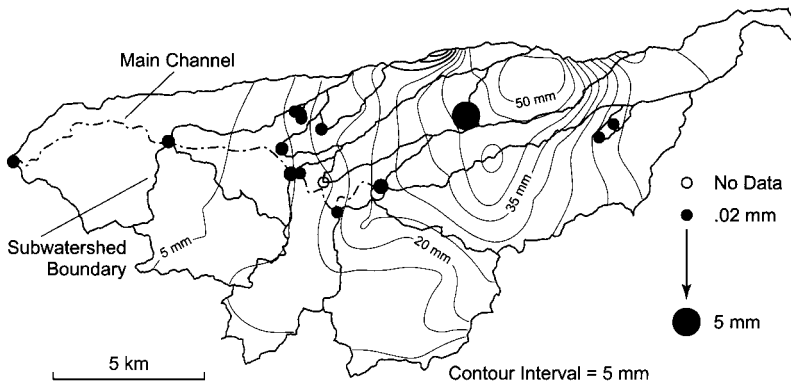 Main Channel
50 mm
No Data
.02 mm
35 mm
Subwatershed
Boundary
5 mm
20 mm
5 mm
5 km
Contour Interval = 5 mm